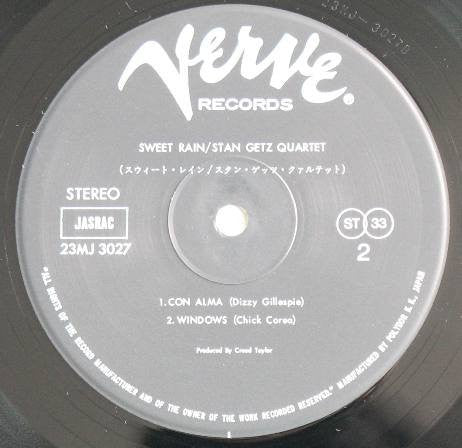 23MJ-30270
VERVE
RECORDS
SWEET RAIN/STAN GETZ QUARTET
(スウィート・レイン/スタン・ゲッツ・クァルテット)
STEREO
JASRAC
23MJ 3027
ST 33
2
1.CON ALMA (Dizzy Gillespie)
2.WINDOWS (Chick Corea)
Produced By Creed Taylor
"ALL RIGHTS OF THE RECORD MANUFACTURER AND OF THE OWNER OF THE WORK RECORDED RESERVED." MANUFACTURED BY POLYDOR K. K., JAPAN